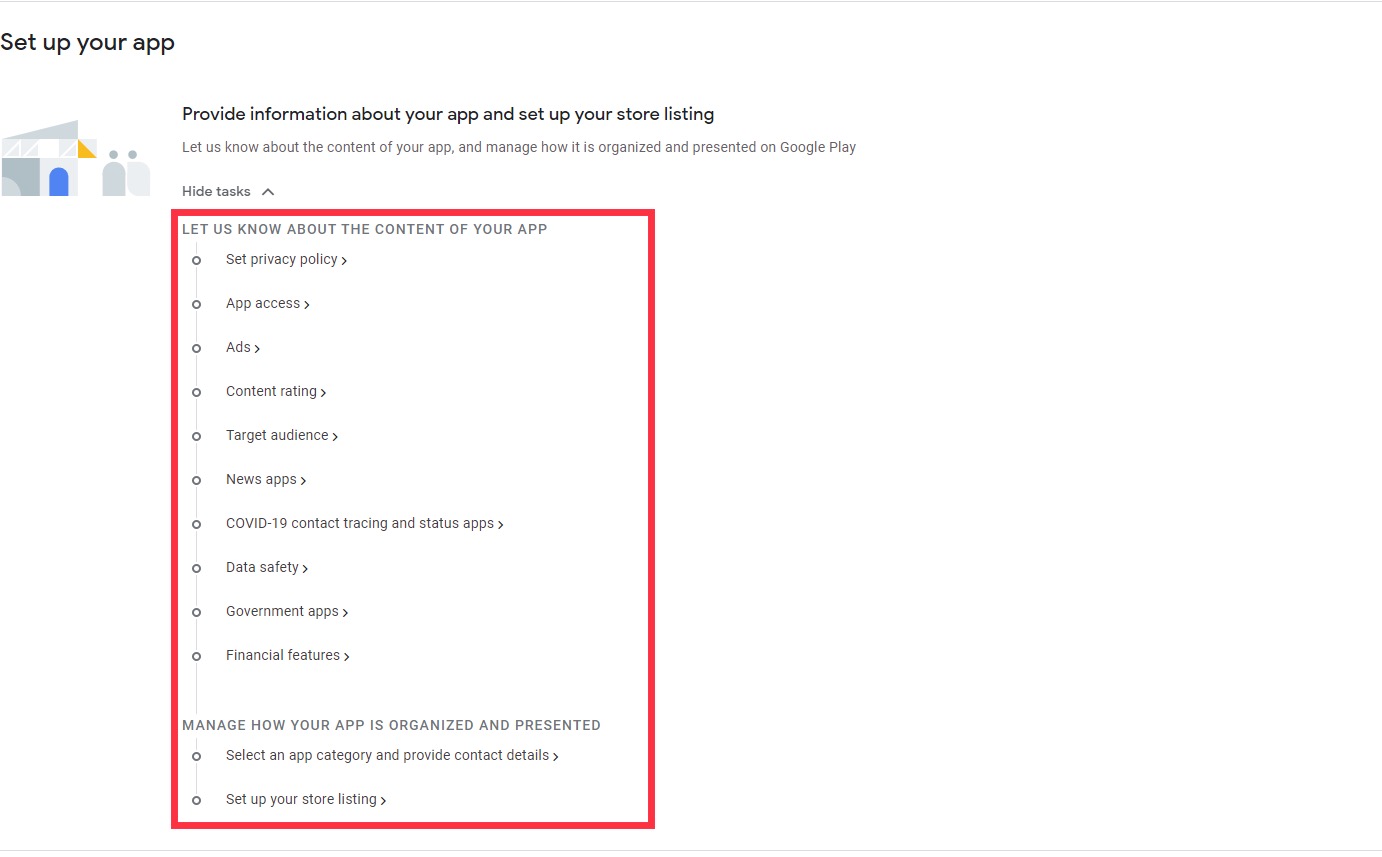 Set up your app
Provide information about your app and set up your store listing
Let us know about the content of your app, and manage how it is organized and presented on Google Play
Hide tasks
LET US KNOW ABOUT THE CONTENT OF YOUR APP
Set privacy policy
App access
Ads
Content rating
Target audience
News apps
COVID-19 contact tracing and status apps
Data safety
Government apps
Financial features
MANAGE HOW YOUR APP IS ORGANIZED AND PRESENTED
Select an app category and provide contact details
Set up your store listing